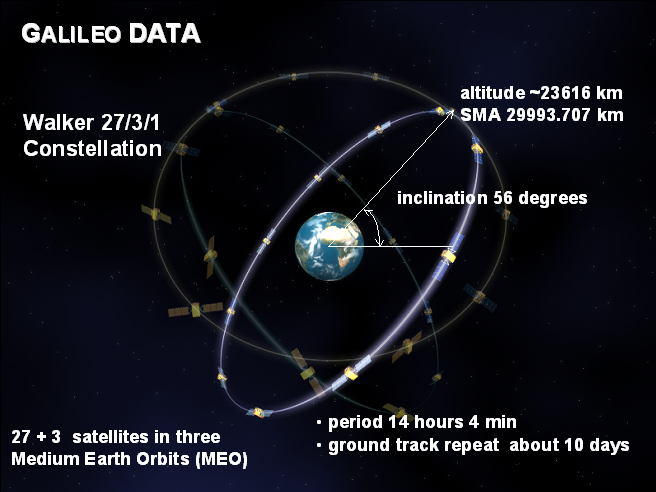 GALILEO DATA
altitude ~23616 km
SMA 29993.707 km
Walker 27/3/1
Constellation
inclination 56 degrees
· period 14 hours 4 min
· ground track repeat about 10 days
27 + 3 satellites in three
Medium Earth Orbits (MEO)